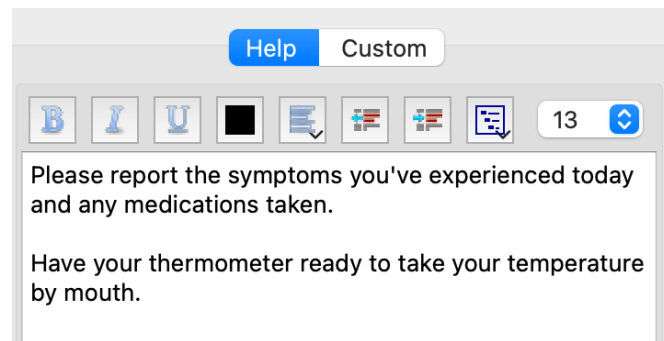 Help Custom
B I U 13
Please report the symptoms you've experienced today
and any medications taken.
Have your thermometer ready to take your temperature
by mouth.